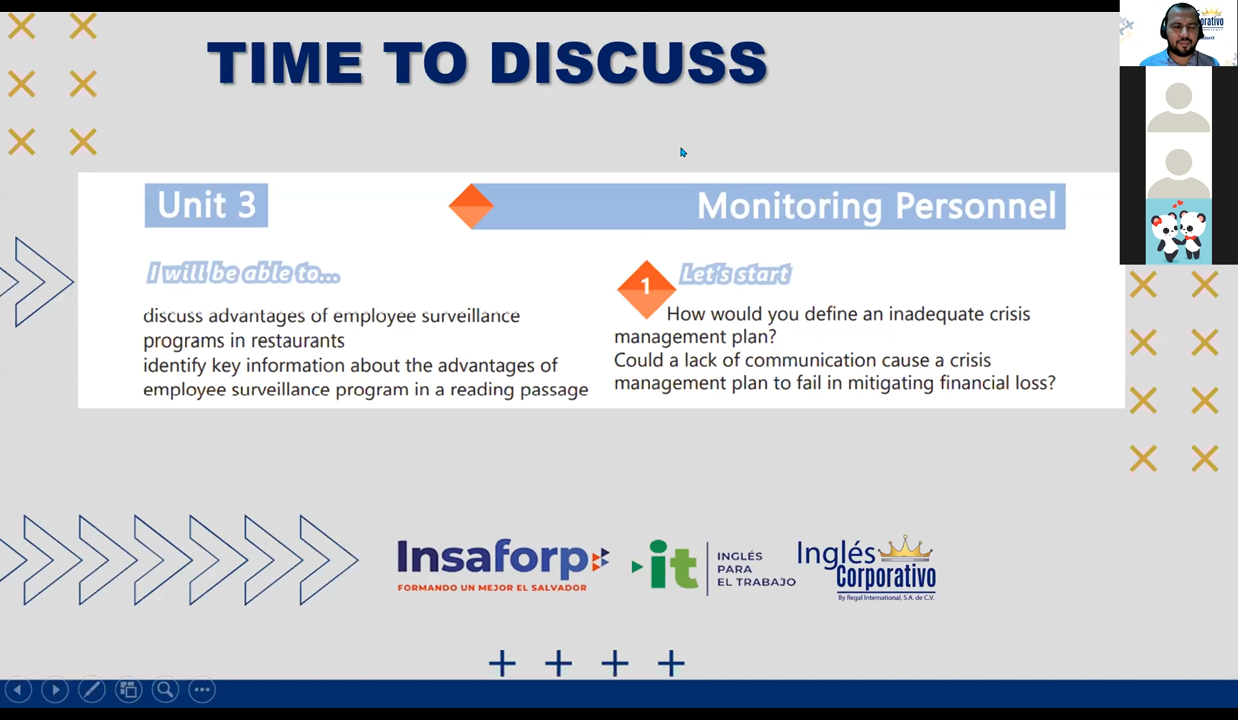 TIME TO DISCUSS
Unit 3
Monitoring Personnel
I will be able to...
discuss advantages of employee surveillance
programs in restaurants
identify key information about the advantages of
employee surveillance program in a reading passage
1
Let's start
How would you define an inadequate crisis
management plan?
Could a lack of communication cause a crisis
management plan to fail in mitigating financial loss?
Insaforp
FORMANDO UN MEJOR EL SALVADOR
it
INGLÉS
PARA
EL TRABAJO
Inglés
Corporativo
By Regal International, S.A. de C.V.